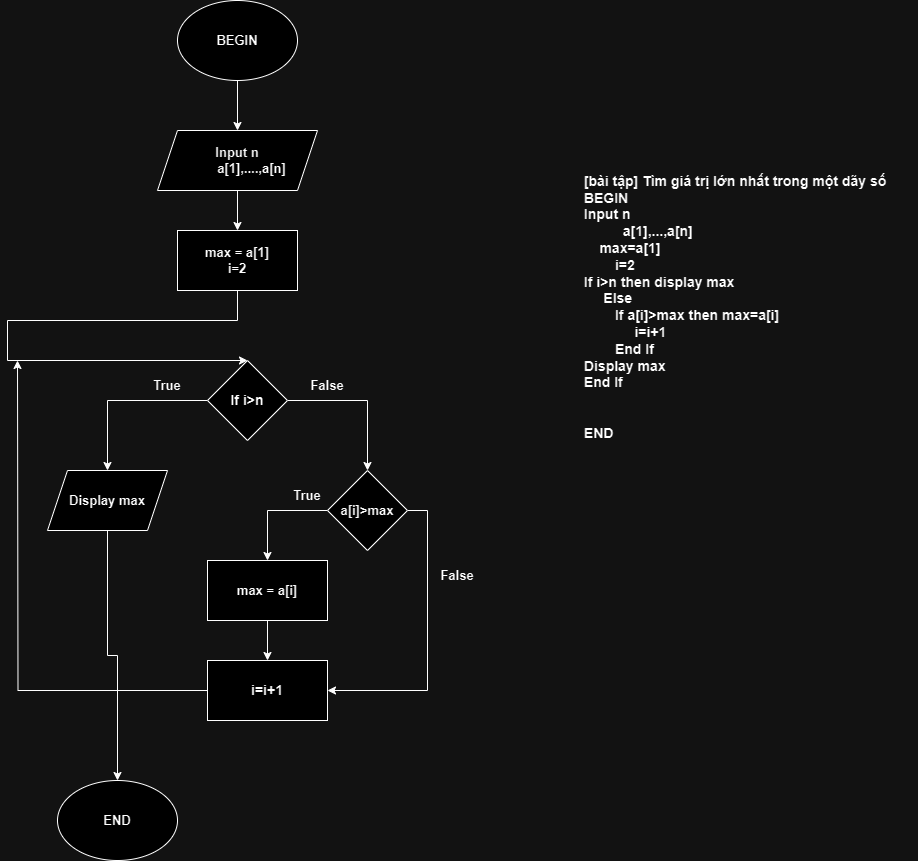 BEGIN
Input n
a[1],....,a[n]
max = a[1]
i=2
If i>n
True
False
Display max
a[i]>max
True
False
max = a[i]
i=i+1
END
[bài tập] Tìm giá trị lớn nhất trong một dãy số
BEGIN
Input n
a[1],...,a[n]
max=a[1]
i=2
If i>n then display max
Else
If a[i]>max then max=a[i]
i=i+1
End If
Display max
End If
END